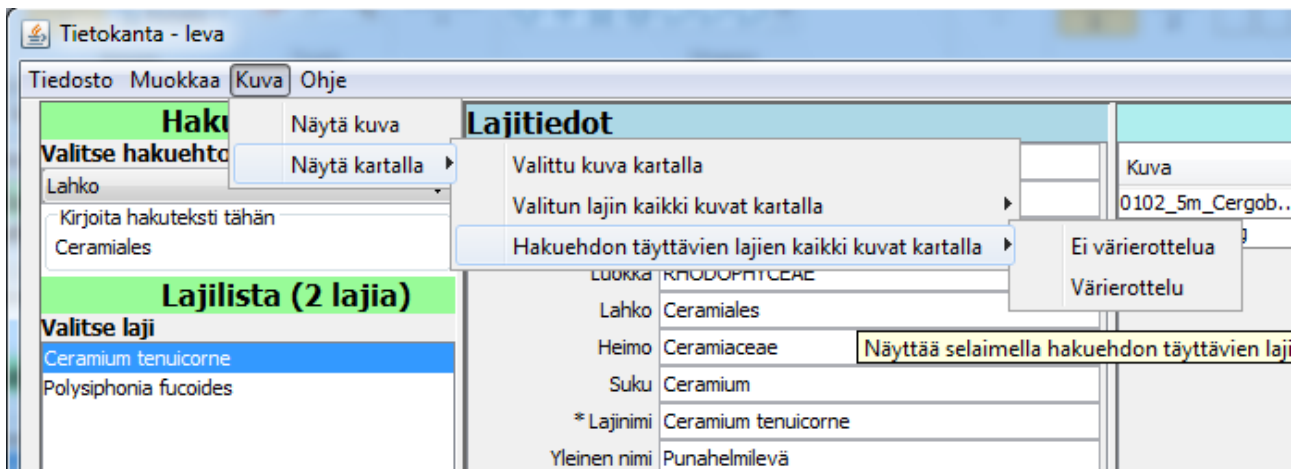 Tietokanta - leva
Tiedosto Muokkaa Kuva Ohje
Haku
Valitse hakuehto
Lahko
Kirjoita hakuteksti tähän
Ceramiales
Lajilista (2 lajia)
Valitse laji
Ceramium tenuicorne
Polysiphonia fucoides
Näytä kuva
Näytä kartalla
Valittu kuva kartalla
Valitun lajin kaikki kuvat kartalla
Hakuehdon täyttävien lajien kaikki kuvat kartalla
Ei värierottelua
Värierottelu
Lajitiedot
Luokka RHODOPHYCEAE
Lahko Ceramiales
Heimo Ceramiaceae
Suku Ceramium
* Lajinimi Ceramium tenuicorne
Yleinen nimi Punahelmilevä
Näyttää selaimella hakuehdon täyttävien laji
Kuva
0102_5m_Cergob...